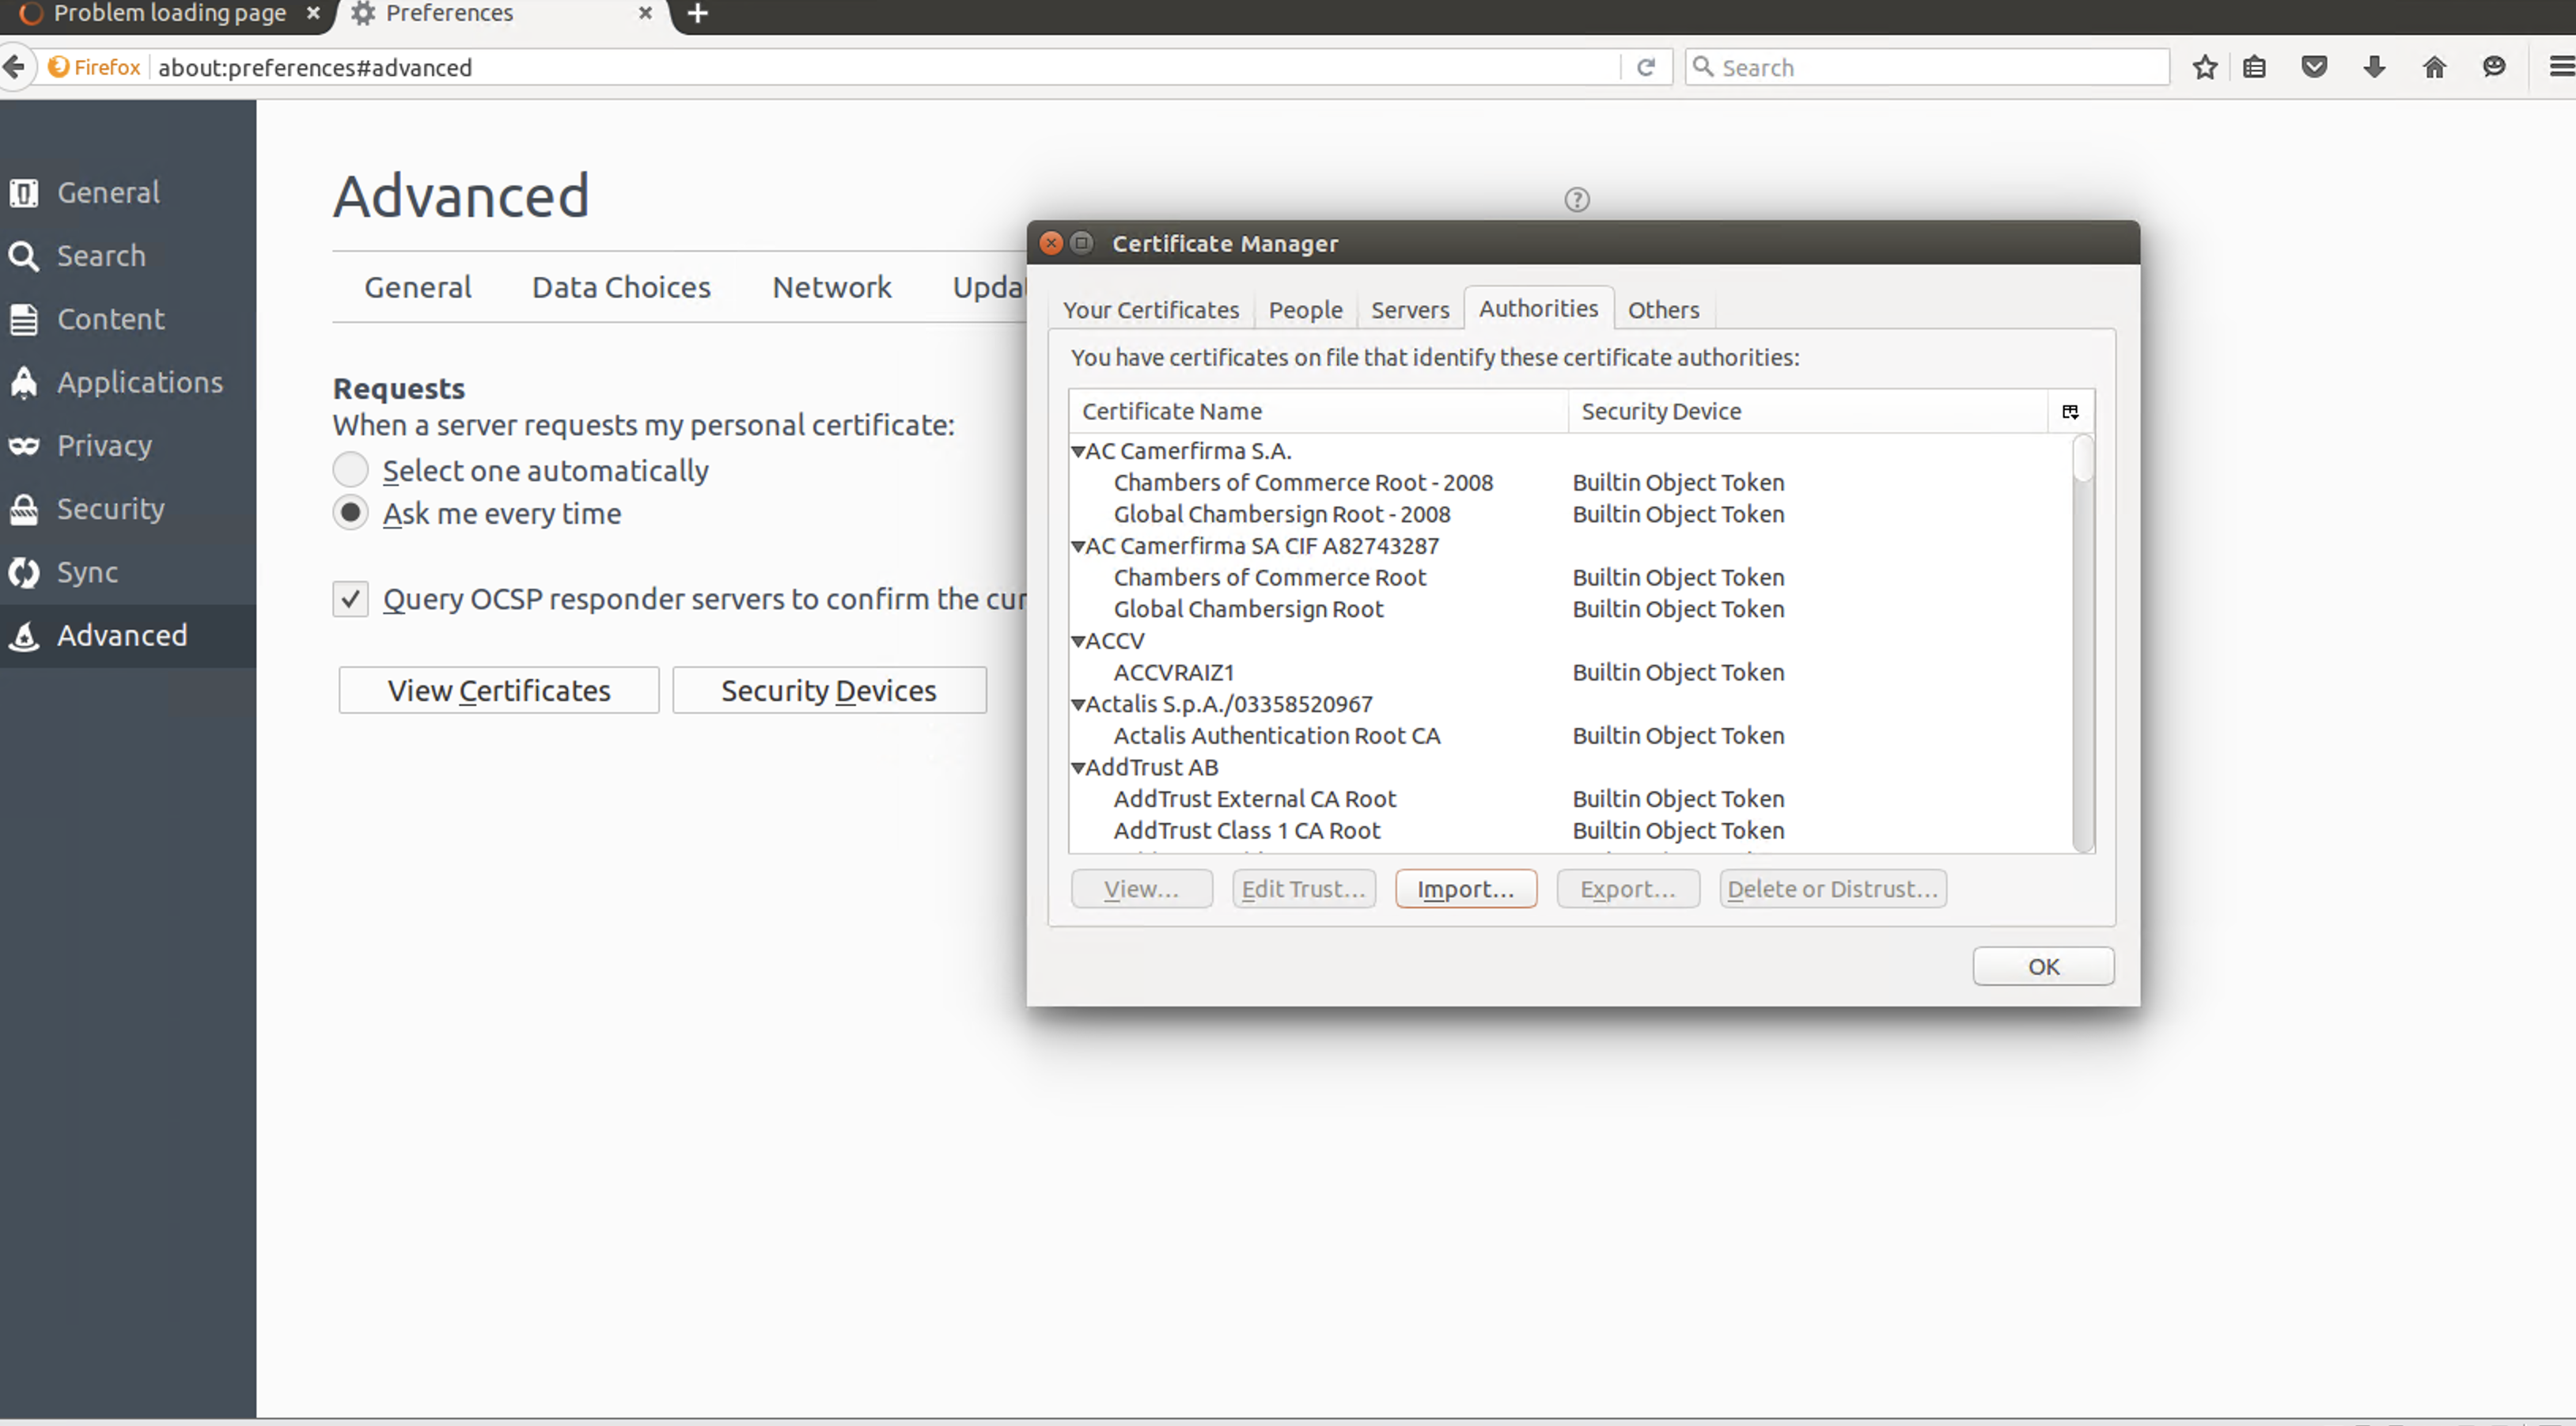 Problem loading page
Preferences
Firefox about:preferences#advanced
Search
General
Search
Content
Applications
Privacy
Security
Sync
Advanced
Advanced
?
General Data Choices Network
Requests
When a server requests my personal certificate:
Select one automatically
Ask me every time
Query OCSP responder servers to confirm the
View Certificates Security Devices
Certificate Manager
Your Certificates People Servers Authorities Others
You have certificates on file that identify these certificate authorities:
Certificate Name Security Device
AC Camerfirma S.A.
Chambers of Commerce Root - 2008 Builtin Object Token
Global Chambersign Root - 2008 Builtin Object Token
AC Camerfirma SA CIF A82743287
Chambers of Commerce Root Builtin Object Token
Global Chambersign Root Builtin Object Token
ACCV
ACCVRAIZ1 Builtin Object Token
Actalis S.p.A./03358520967
Actalis Authentication Root CA Builtin Object Token
AddTrust AB
AddTrust External CA Root Builtin Object Token
AddTrust Class 1 CA Root Builtin Object Token
View... Edit Trust... Import... Export... Delete or Distrust...
OK